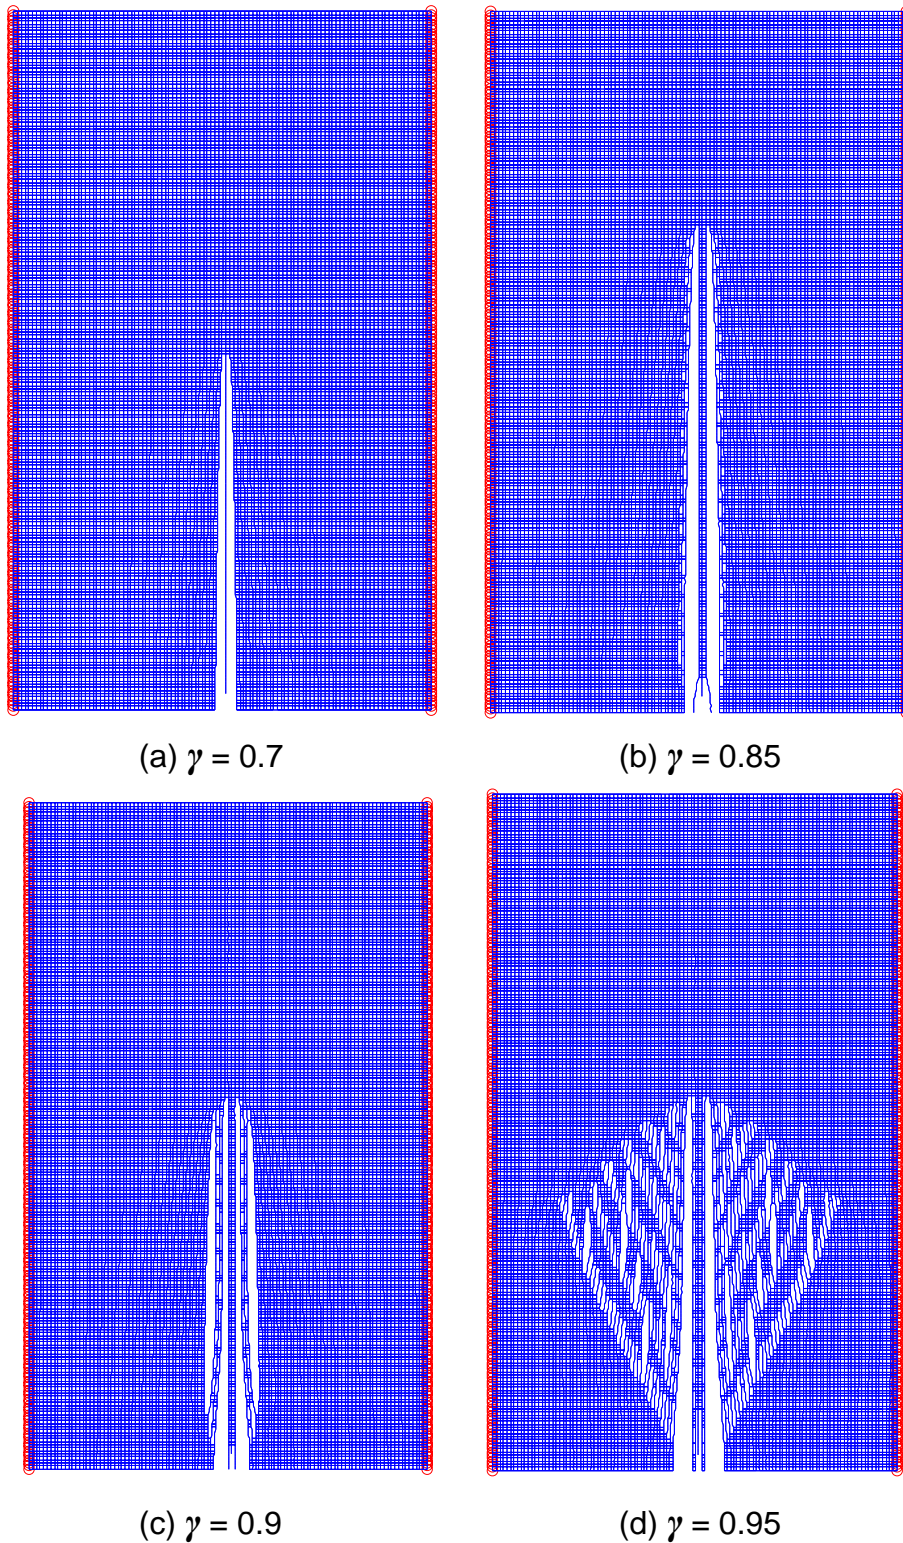 (a) γ = 0.7
(b) γ = 0.85
(c) γ = 0.9
(d) γ = 0.95